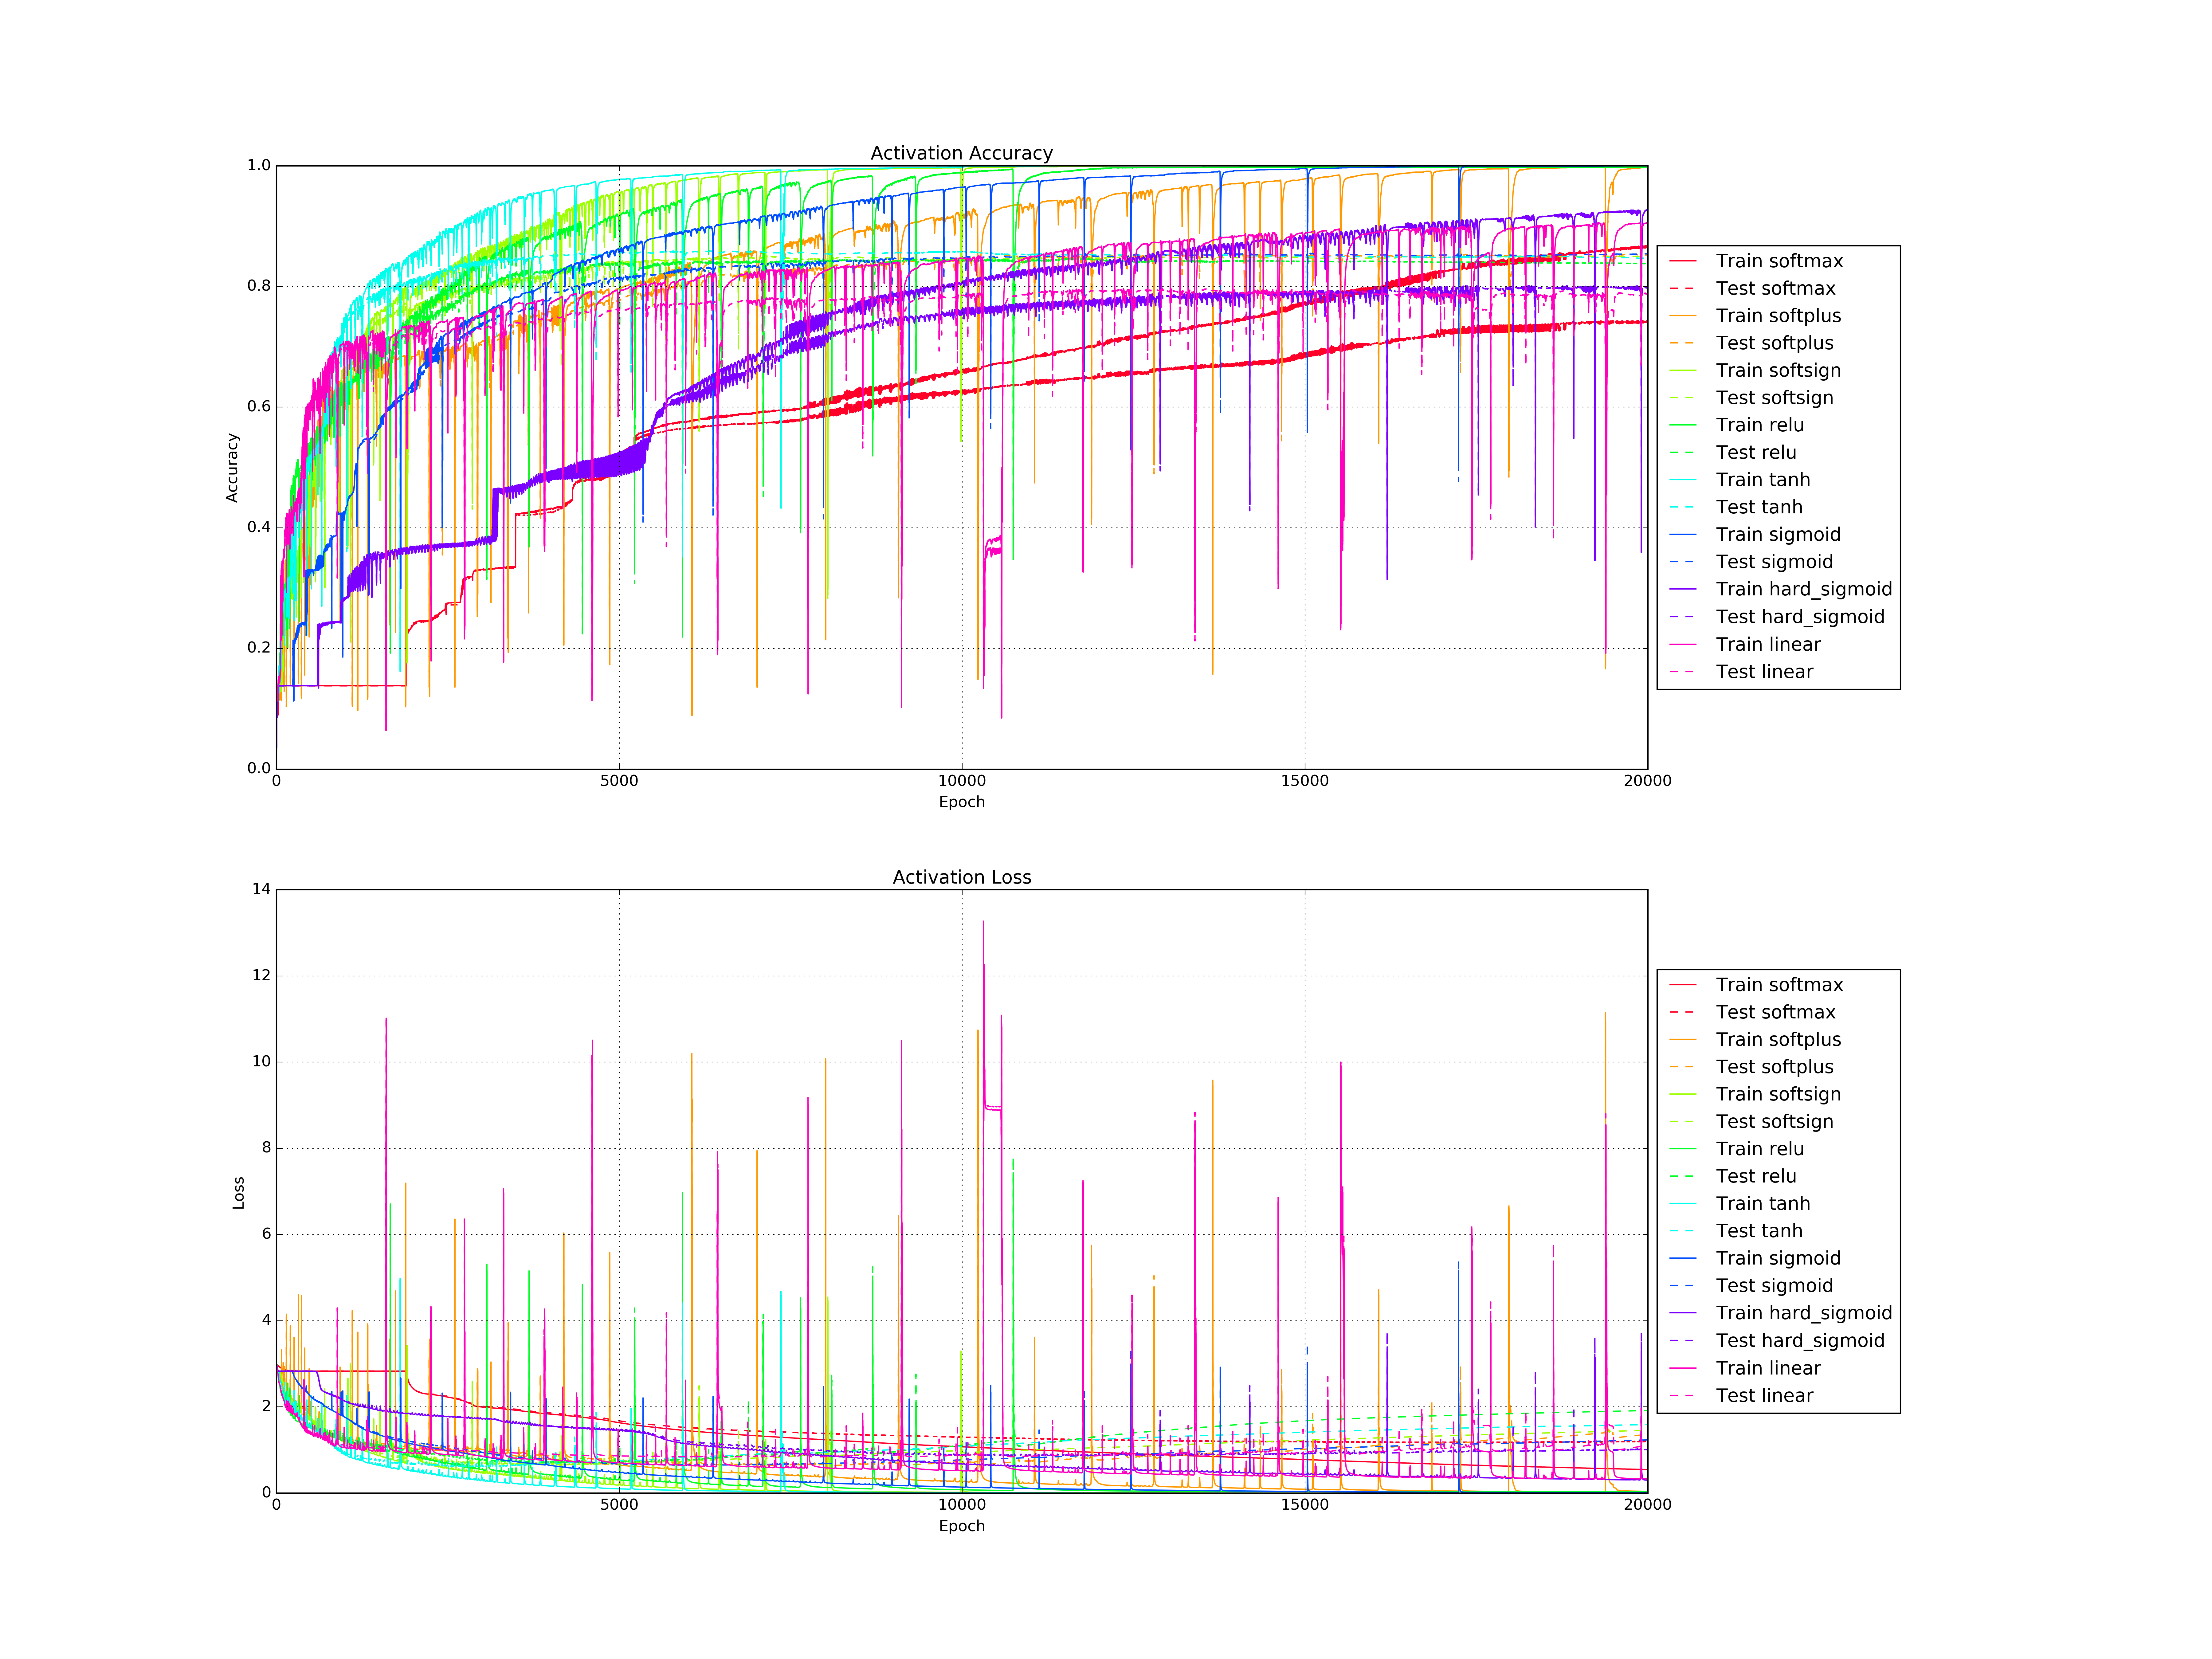 Activation Accuracy
1.0
0.8
0.6
0.4
0.2
0.0
Accuracy
0 5000 10000 15000 20000
Epoch
Train softmax
Test softmax
Train softplus
Test softplus
Train softsign
Test softsign
Train relu
Test relu
Train tanh
Test tanh
Train sigmoid
Test sigmoid
Train hard_sigmoid
Test hard_sigmoid
Train linear
Test linear
Activation Loss
14
12
10
8
6
4
2
0
Loss
0 5000 10000 15000 20000
Epoch
Train softmax
Test softmax
Train softplus
Test softplus
Train softsign
Test softsign
Train relu
Test relu
Train tanh
Test tanh
Train sigmoid
Test sigmoid
Train hard_sigmoid
Test hard_sigmoid
Train linear
Test linear